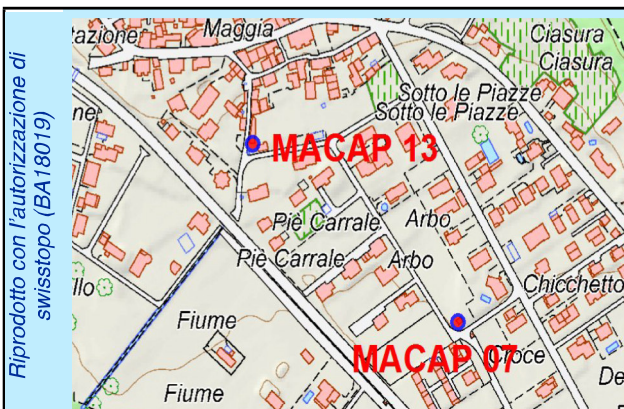 Riprodotto con l'autorizzazione di
swisstopo (BA18019)
Maggia
Ciasura
Ciasura
Sotto le Piazze
Sotto le Piazze
MACAP 13
Piè Carrale
Arbo
Piè Carrale
Arbo
Chicchetto
Fiume
MACAP 07
Croce
Fiume